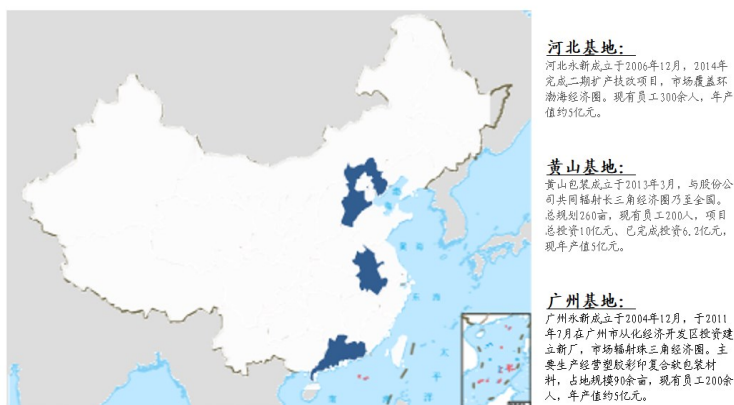 河北基地：
河北永新成立于2006年12月，2014年
完成二期扩产技改项目，市场覆盖环
渤海经济圈。现有员工300余人，年产
值约5亿元。
黄山基地：
黄山包装成立于2013年3月，与股份公
司共同辐射长三角经济圈乃至全国。
总规划260亩，现有员工200人，项目
总投资10亿元、已完成投资6.2亿元，
现年产值5亿元。
广州基地：
广州永新成立于2004年12月，于2011
年7月在广州市从化经济开发区投资建
立新厂，市场辐射珠三角经济圈。主
要生产经营塑胶彩印复合软包装材
料，占地规模90余亩，现有员工200余
人，年产值约5亿元。
渤
海
黄 海
东 海
太
平
洋